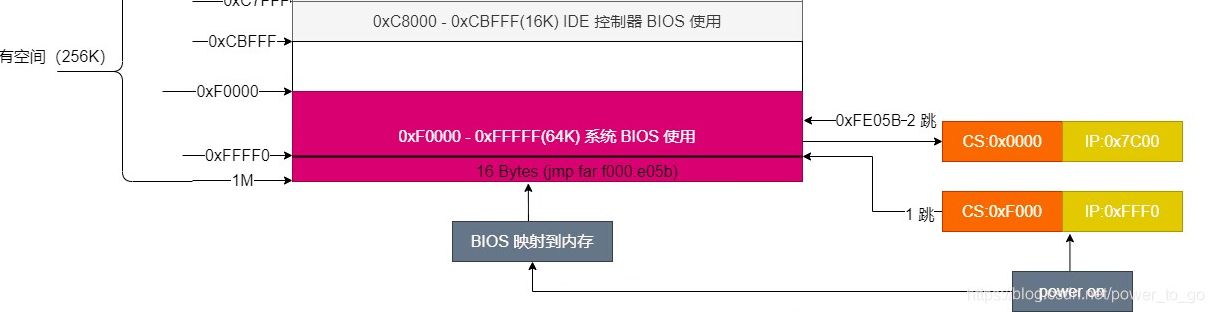 0xC7FFF
0xC8000 - 0xCBFFF(16K) IDE 控制器 BIOS 使用
0xCBFFF
有空间（256K）
0xF0000
0xF0000 - 0xFFFFF(64K) 系统 BIOS 使用
0xFE05B-2 跳
CS:0x0000 IP:0x7C00
0xFFFF0
16 Bytes (jmp far f000:e05b)
1M
1 跳
CS:0xF000 IP:0xFFF0
BIOS 映射到内存
power on
https://blog.csdn.net/power_to_go